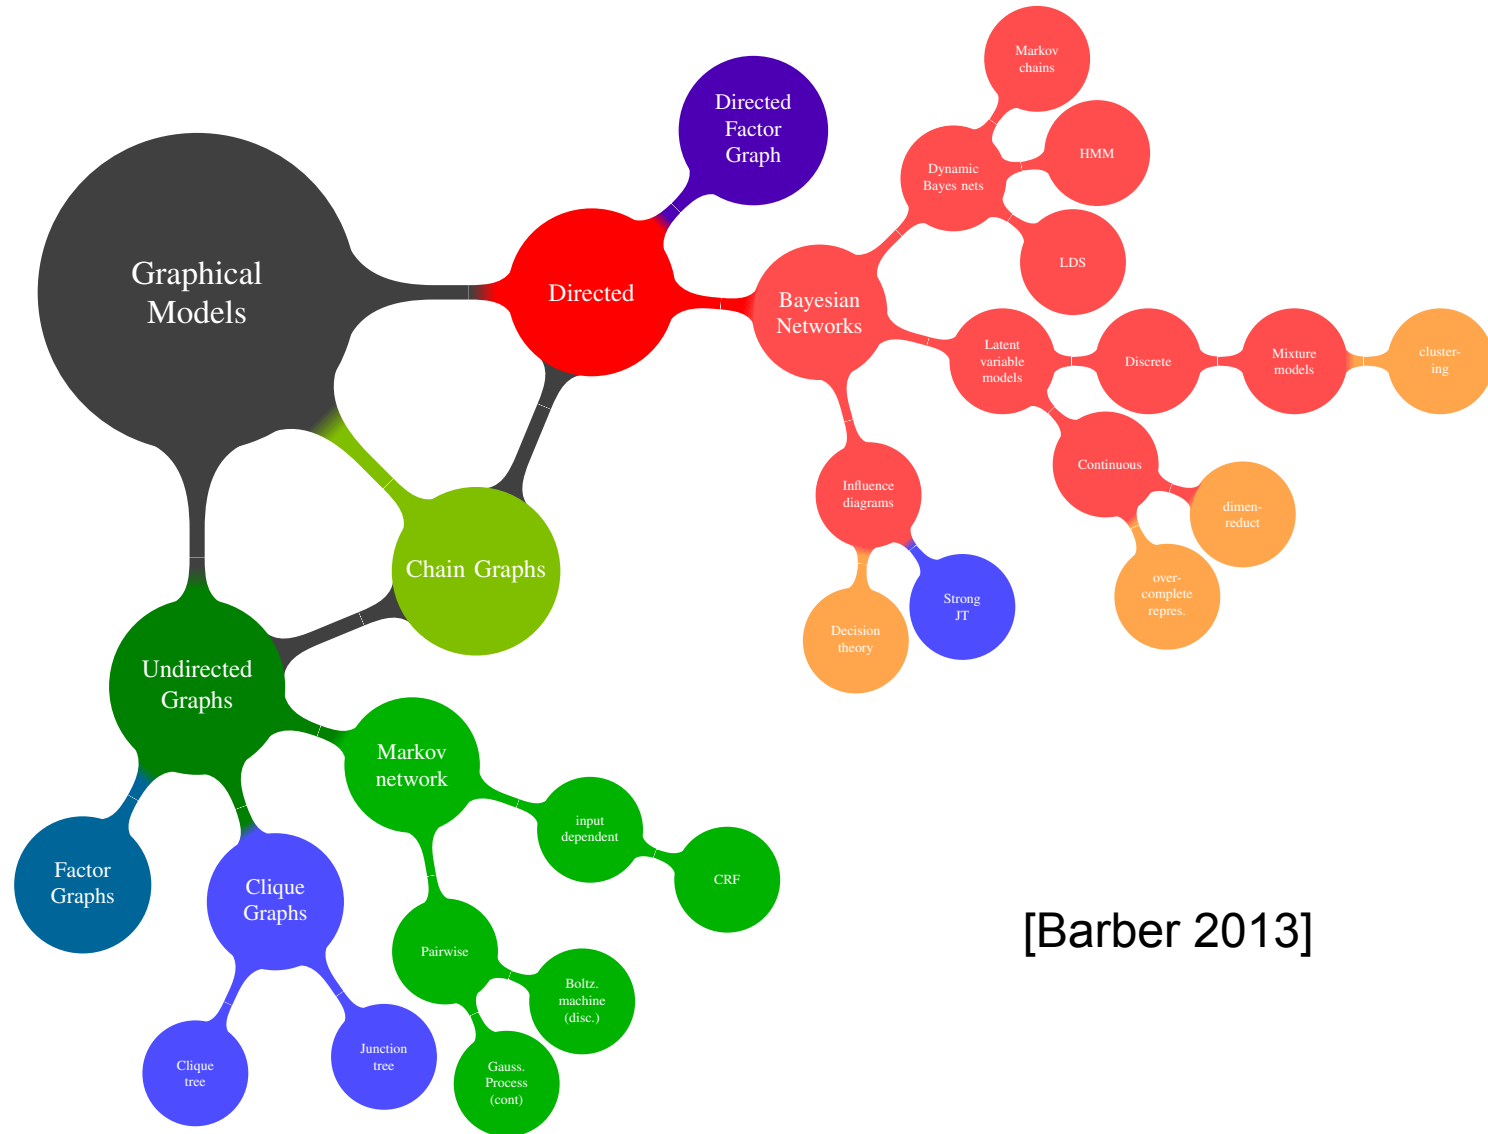 Graphical
Models
Directed
Directed
Factor
Graph
Bayesian
Networks
Dynamic
Bayes nets
Markov
chains
HMM
LDS
Latent
variable
models
Discrete
Mixture
models
cluster-
ing
Continuous
dimen-
reduct
over-
complete
repres.
Influence
diagrams
Strong
JT
Decision
theory
Chain Graphs
Undirected
Graphs
Markov
network
input
dependent
CRF
Pairwise
Boltz.
machine
(disc.)
Gauss.
Process
(cont)
Factor
Graphs
Clique
Graphs
Clique
tree
Junction
tree
[Barber 2013]